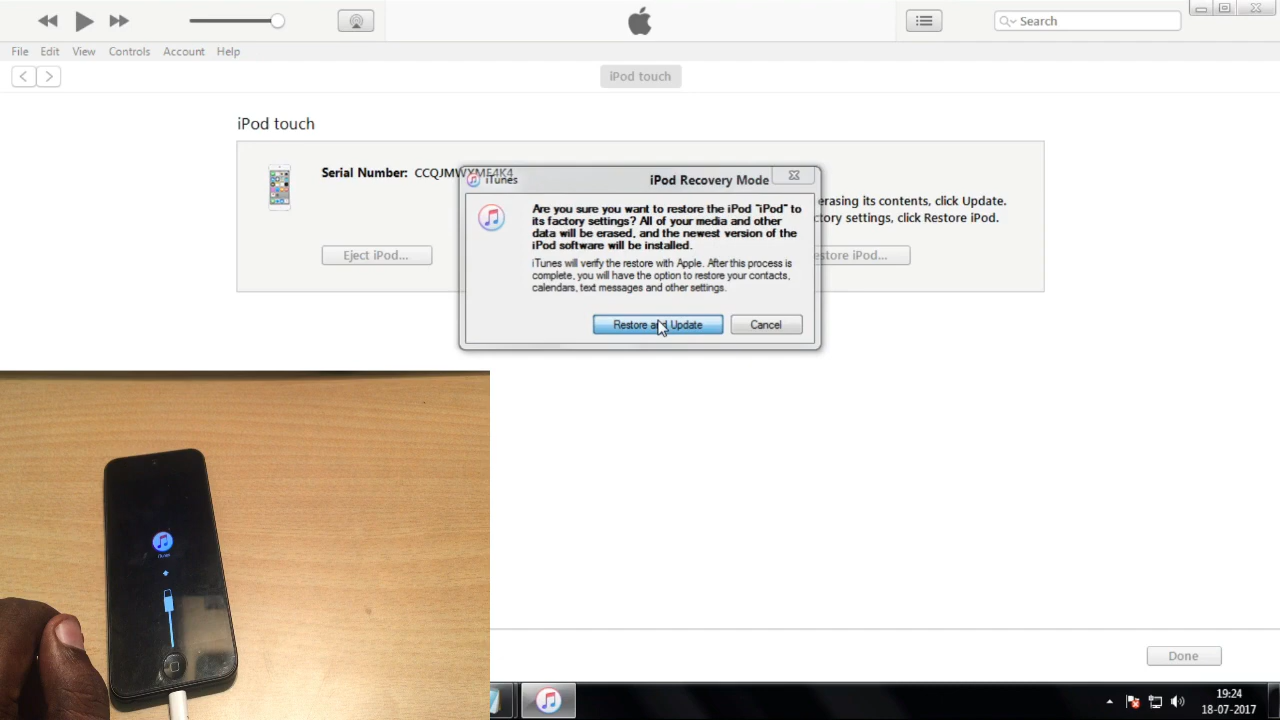 Search
File Edit View Controls Account Help
iPod touch
iPod touch
Serial Number:
iTunes
iPod Recovery Mode
erasing its contents, click Update.
ctory settings, click Restore iPod.
Are you sure you want to restore the iPod "iPod" to
its factory settings? All of your media and other
data will be erased, and the newest version of the
iPod software will be installed.
iTunes will verify the restore with Apple. After this process is
complete, you will have the option to restore your contacts,
calendars, text messages and other settings.
Eject iPod...
store iPod...
Restore and Update
Cancel
iTunes
Done
19:24
18-07-2017